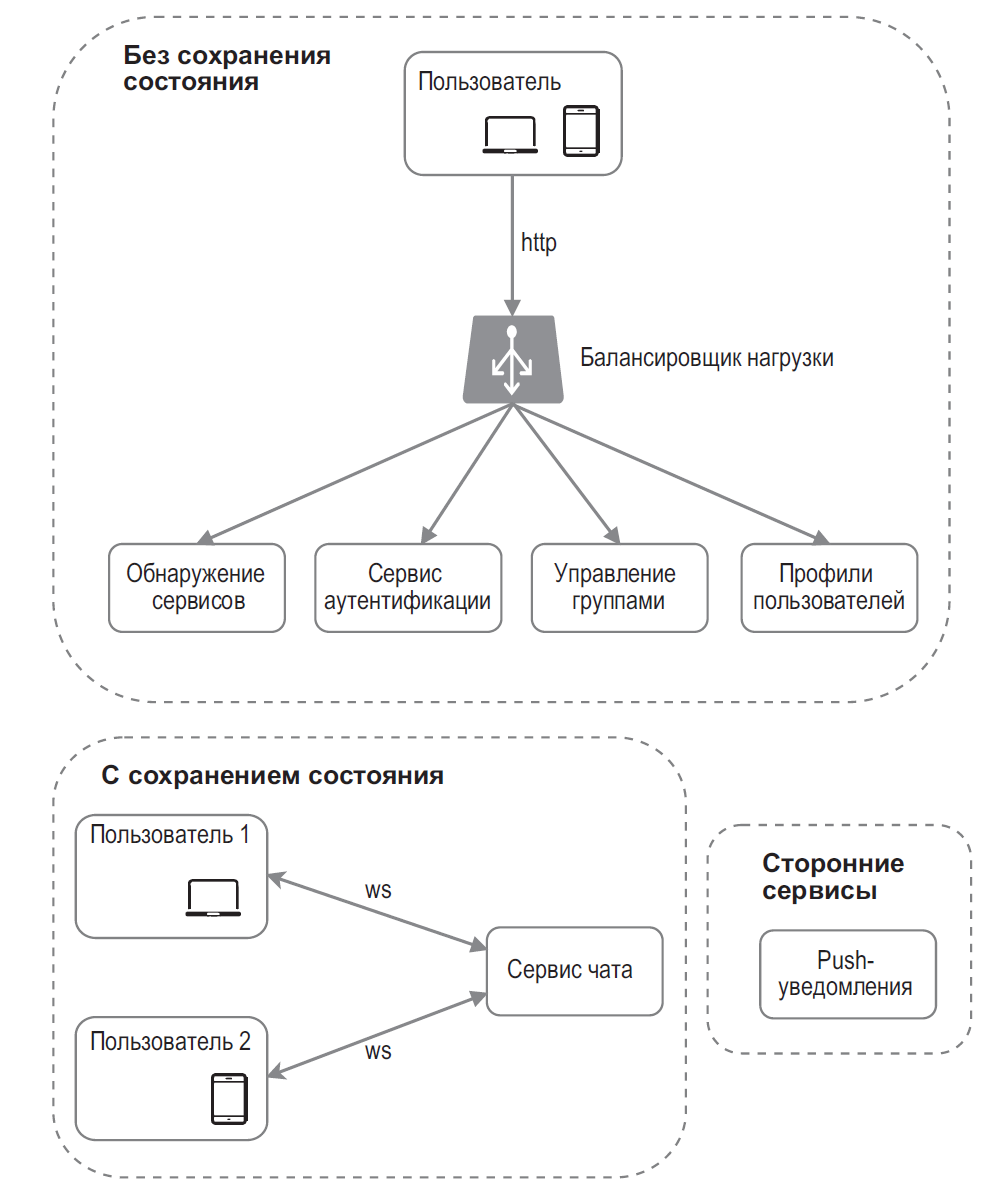 Без сохранения
состояния
Пользователь
http
Балансировщик нагрузки
Обнаружение
сервисов
Сервис
аутентификации
Управление
группами
Профили
пользователей
С сохранением состояния
Пользователь 1
ws
Сервис чата
Пользователь 2
ws
Сторонние
сервисы
Push-
уведомления